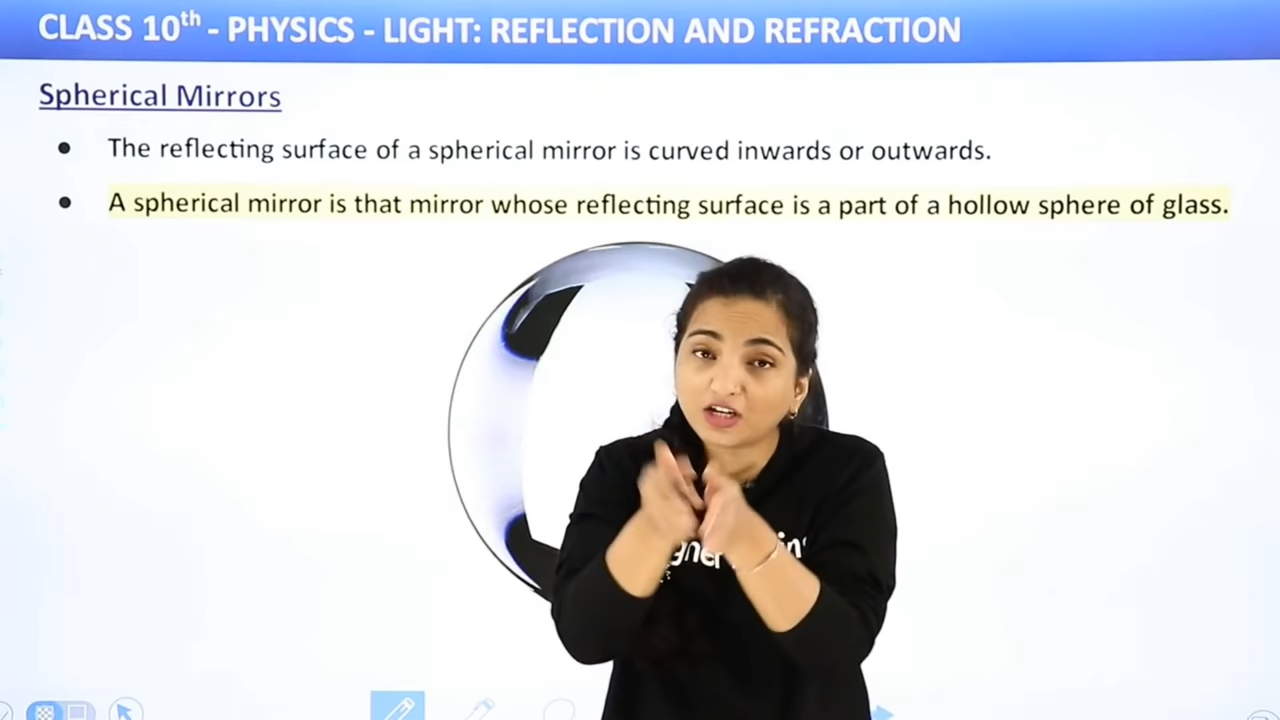 CLASS 10th - PHYSICS - LIGHT: REFLECTION AND REFRACTION
Spherical Mirrors
• The reflecting surface of a spherical mirror is curved inwards or outwards.
• A spherical mirror is that mirror whose reflecting surface is a part of a hollow sphere of glass.